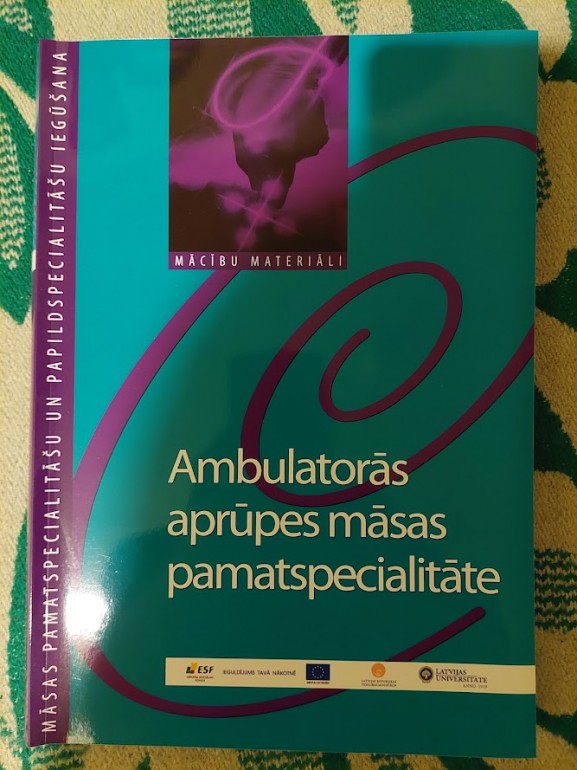 MĀSAS PAMATSPECIALITĀŠU UN PAPILDSPECIALITĀŠU IEGŪŠANA
MĀCĪBU MATERIĀLI
Ambulatorās
aprūpes māsas
pamatspecialitāte
ESF
IEGULDĪJUMS TAVĀ NĀKOTNĒ
LATVIJAS
UNIVERSITĀTE